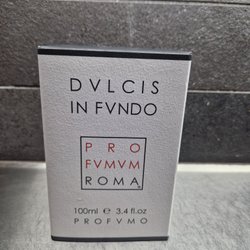 DVLCIS
IN FVNDO
PRO
FVMVM
ROMA
100ml e 3.4 fl.oz
PROFVMO